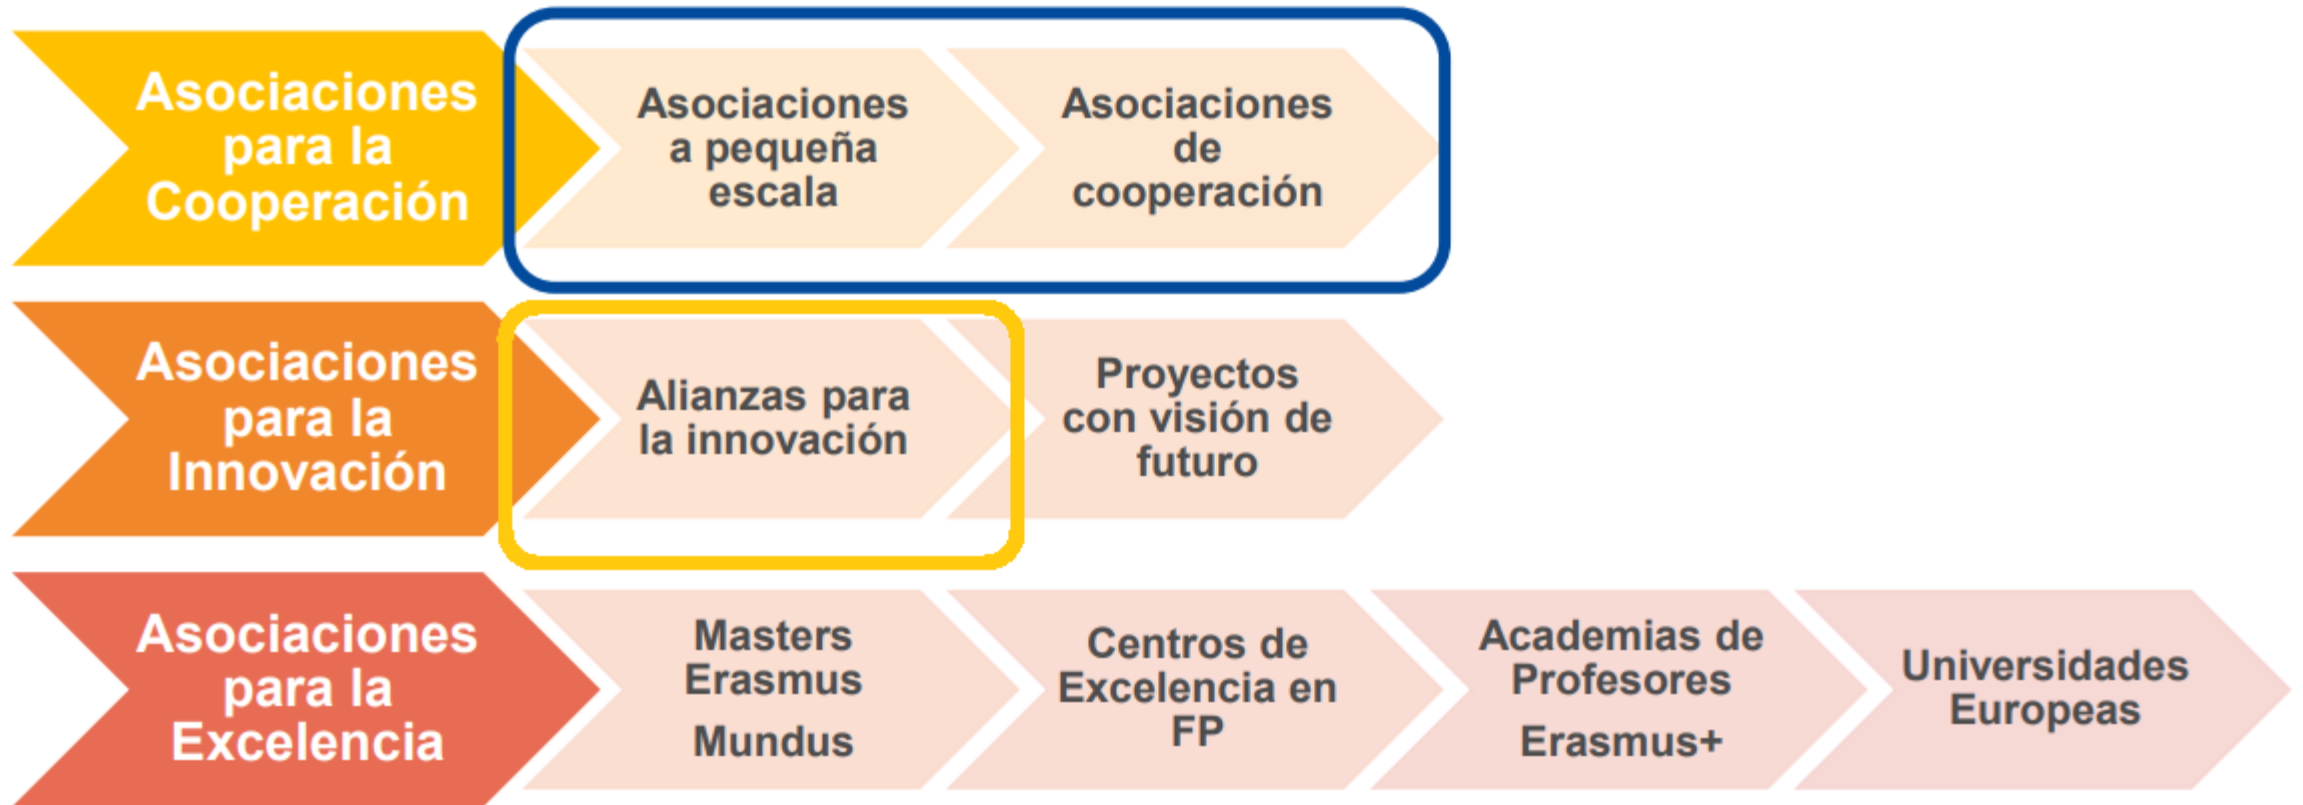 Asociaciones
para la
Cooperación
Asociaciones
a pequeña
escala
Asociaciones
de
cooperación
Asociaciones
para la
Innovación
Alianzas para
la innovación
Proyectos
con visión de
futuro
Asociaciones
para la
Excelencia
Masters
Erasmus
Mundus
Centros de
Excelencia en
FP
Academias de
Profesores
Erasmus+
Universidades
Europeas